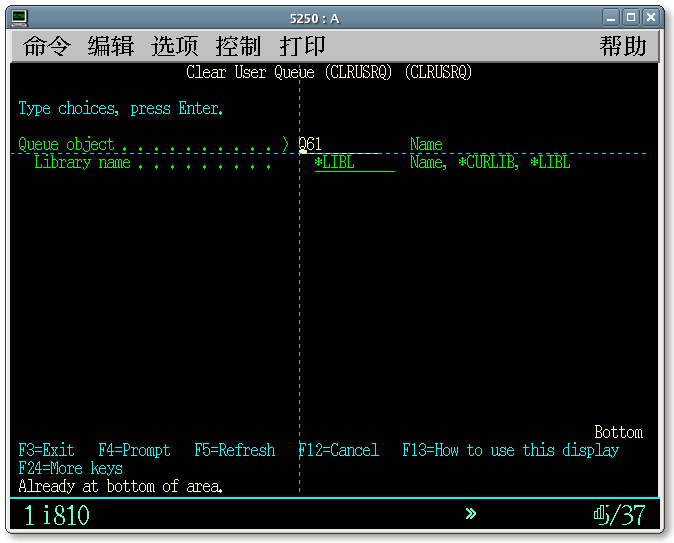 5250 : A
命令 编辑 选项 控制 打印 帮助
Clear User Queue (CLRUSRQ) (CLRUSRQ)
Type choices, press Enter.
Queue object . . . . . . . . . . > Q61 Name
Library name . . . . . . . . . *LIBL Name, *CURLIB, *LIBL
Bottom
F3=Exit F4=Prompt F5=Refresh F12=Cancel F13=How to use this display
F24=More keys
Already at bottom of area.
1 i810 » /37